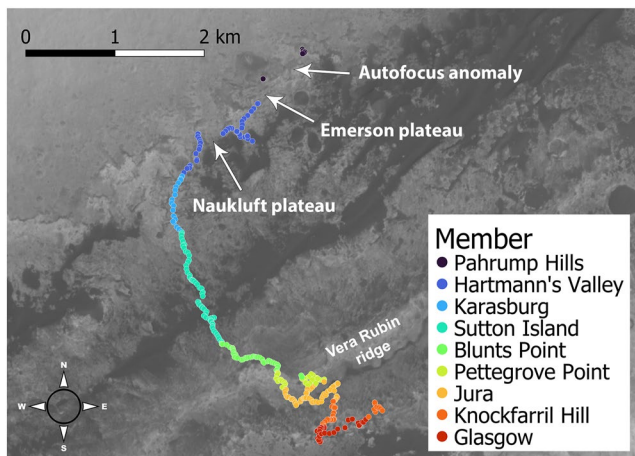 0 1 2 km
Autofocus anomaly
Emerson plateau
Naukluft plateau
Vera Rubin
ridge
Member
Pahrump Hills
Hartmann's Valley
Karasburg
Sutton Island
Blunts Point
Pettegrove Point
Jura
Knockfarril Hill
Glasgow
N
W E
S